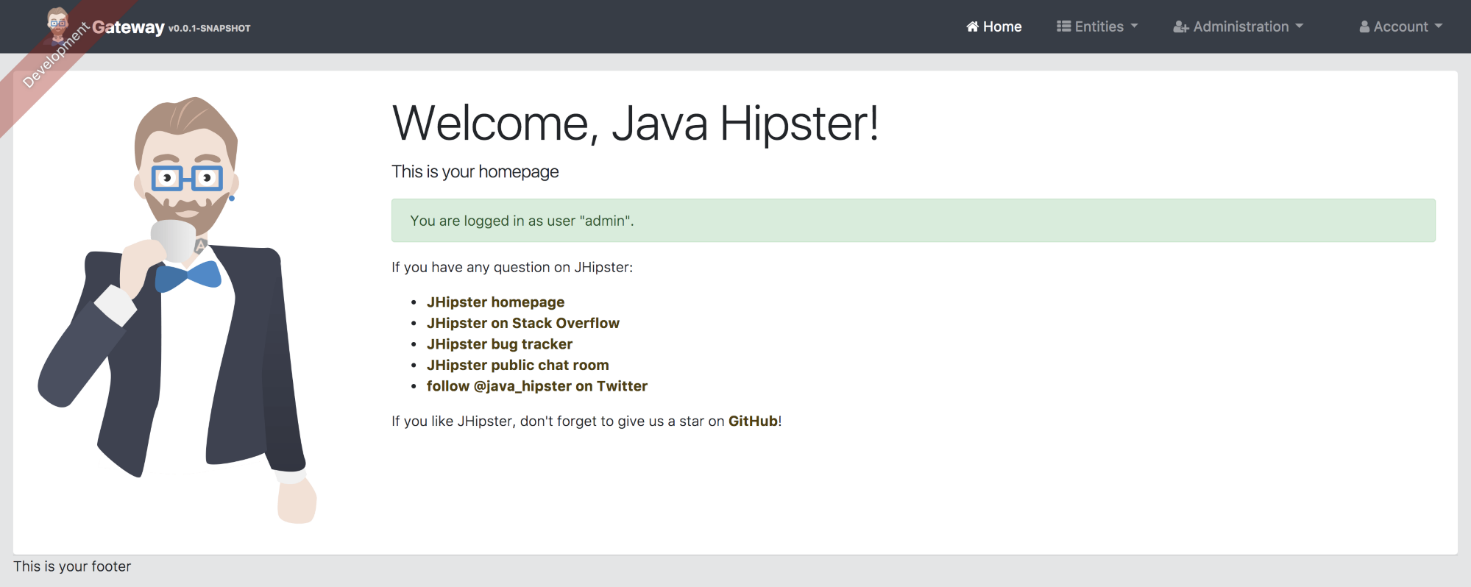 Development
Gateway v0.0.1-SNAPSHOT
Home Entities Administration Account
Welcome, Java Hipster!
This is your homepage
You are logged in as user "admin".
If you have any question on JHipster:
JHipster homepage
JHipster on Stack Overflow
JHipster bug tracker
JHipster public chat room
follow @java_hipster on Twitter
If you like JHipster, don't forget to give us a star on GitHub!
A
This is your footer